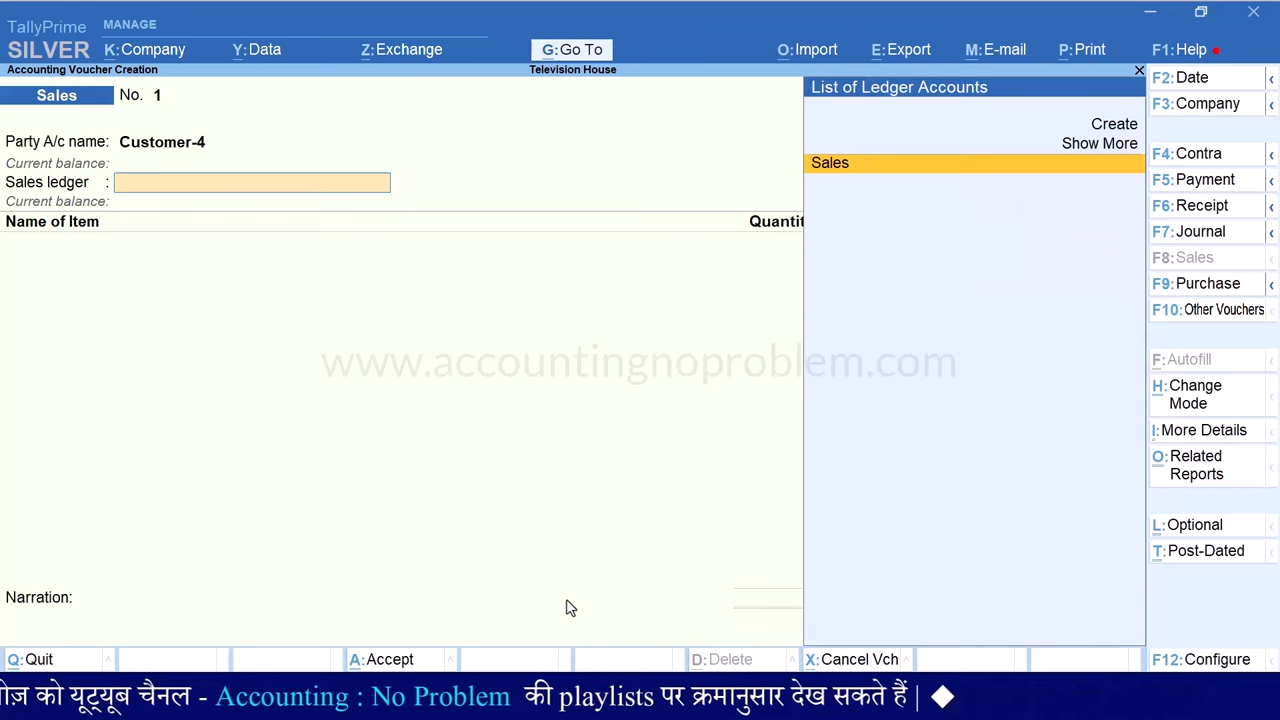 TallyPrime MANAGE
SILVER K:Company Y:Data Z:Exchange G:Go To O:Import E:Export M:E-mail P:Print F1:Help
Accounting Voucher Creation Television House
Sales No. 1
Party A/c name: Customer-4
Current balance:
Sales ledger :
Current balance:
Name of Item Quantit
List of Ledger Accounts
Create
Show More
Sales
www.accountingnoproblem.com
Narration:
F2:Date
F3:Company
F4:Contra
F5:Payment
F6:Receipt
F7:Journal
F8:Sales
F9:Purchase
F10:Other Vouchers
F:Autofill
H:Change
Mode
I:More Details
O:Related
Reports
L:Optional
T:Post-Dated
Q:Quit A:Accept D:Delete X:Cancel Vch F12:Configure
को यूट्यूब चैनल - Accounting : No Problem की playlists पर क्रमानुसार देख सकते हैं |